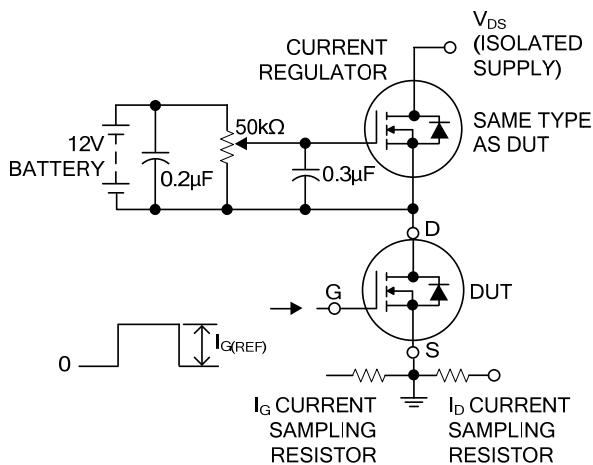 V_DS
(ISOLATED
SUPPLY)
CURRENT
REGULATOR
SAME TYPE
AS DUT
12V
BATTERY
0.2µF
50kΩ
0.3µF
D
DUT
G
S
0
I_G(REF)
I_G CURRENT
SAMPLING
RESISTOR
I_D CURRENT
SAMPLING
RESISTOR